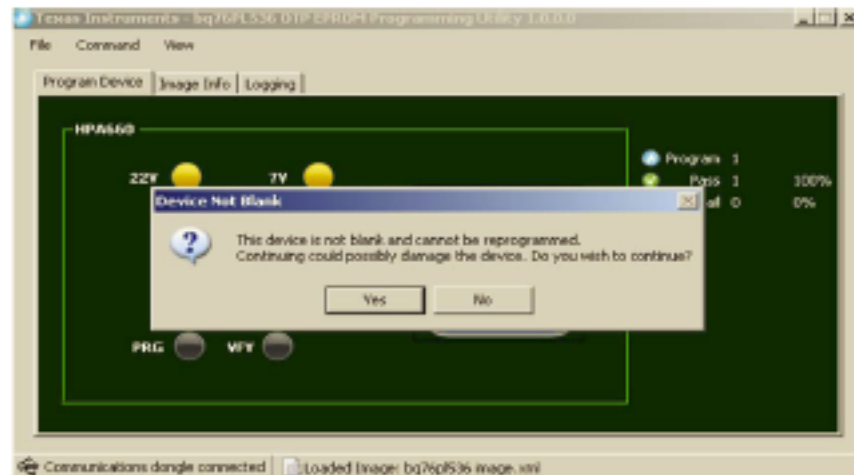 Texas Instruments - bq76PL536 OTP EPROM Programming Utility 1.0.0.0
File Command View
Program Device Image Info Logging
HPA660
22V 7V
Program 1
Pass 1 100%
0 0%
Device Not Blank
This device is not blank and cannot be reprogrammed.
Continuing could possibly damage the device. Do you wish to continue?
Yes No
PRG VFY
Communications dongle connected Loaded Image: bq76pl536 image.xml